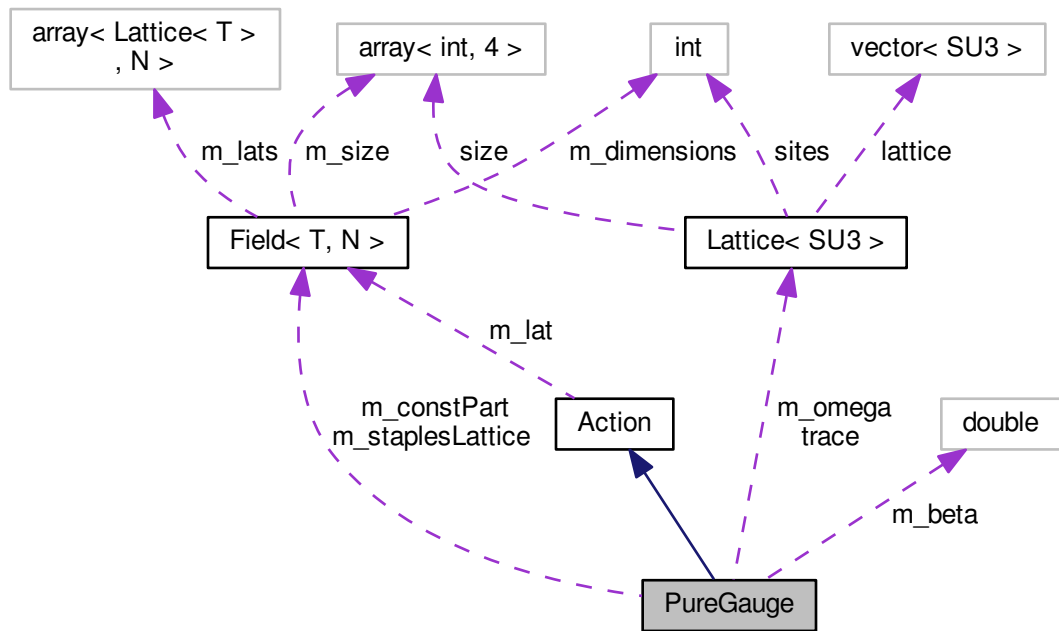 array< Lattice< T >
, N >
array< int, 4 >
int
vector< SU3 >
m_lats
m_size
size
m_dimensions
sites
lattice
Field< T, N >
Lattice< SU3 >
m_lat
m_constPart
m_staplesLattice
Action
m_omega
trace
double
m_beta
PureGauge